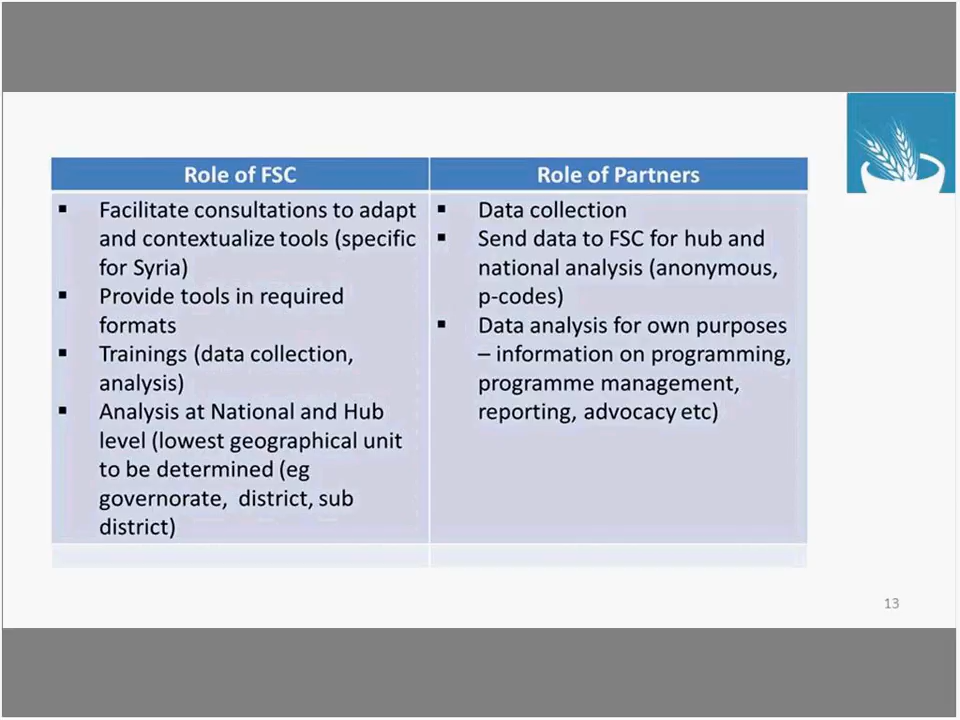 Role of FSC
Role of Partners
▪ Facilitate consultations to adapt
and contextualize tools (specific
for Syria)
▪ Provide tools in required
formats
▪ Trainings (data collection,
analysis)
▪ Analysis at National and Hub
level (lowest geographical unit
to be determined (eg
governorate, district, sub
district)
▪ Data collection
▪ Send data to FSC for hub and
national analysis (anonymous,
p-codes)
▪ Data analysis for own purposes
– information on programming,
programme management,
reporting, advocacy etc)
13